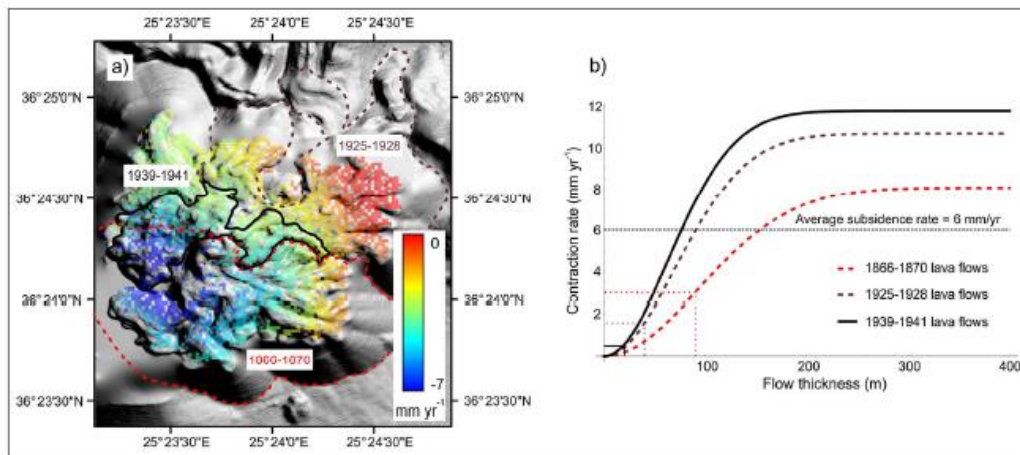 25°23'30"E 25°24'0"E 25°24'30"E
a)
36°25'0"N
36°24'30"N
36°24'0"N
36°23'30"N
1925-1928
1939-1941
0
-7
mm yr⁻¹
36°25'0"N
36°24'30"N
36°24'0"N
36°23'30"N
25°23'30"E 25°24'0"E 25°24'30"E
b)
Contraction rate (mm yr⁻¹)
12
10
8
6
4
2
Average subsidence rate = 6 mm/yr
1866-1870 lava flows
1925-1928 lava flows
1939-1941 lava flows
100 200 300 400
Flow thickness (m)